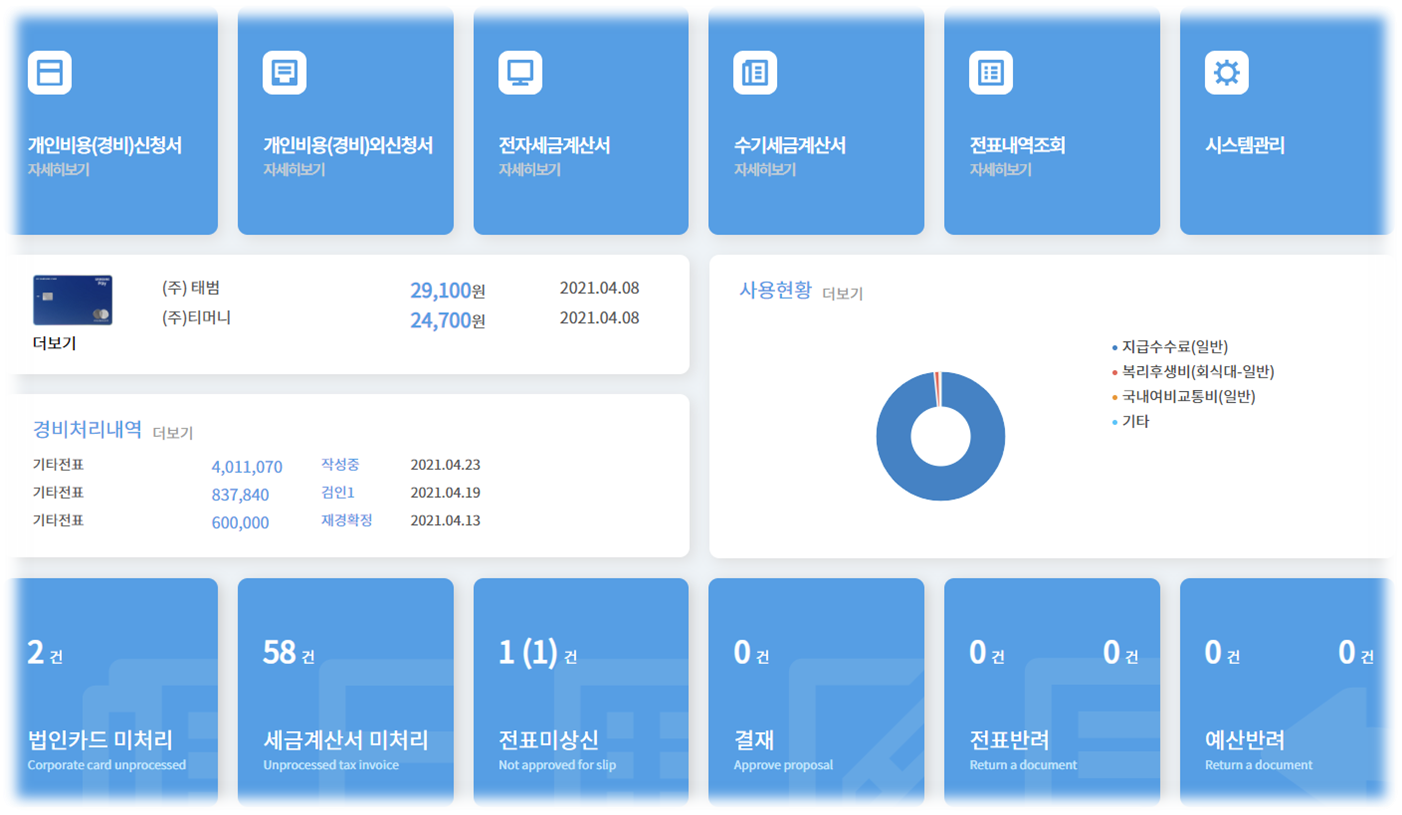 개인비용(경비)신청서
자세히보기
개인비용(경비)외신청서
자세히보기
전자세금계산서
자세히보기
수기세금계산서
자세히보기
전표내역조회
자세히보기
시스템관리
Pay
더보기
(주) 태범 29,100원 2021.04.08
(주)티머니 24,700원 2021.04.08
사용현황 더보기
지급수수료(일반)
복리후생비(회식대-일반)
국내여비교통비(일반)
기타
경비처리내역 더보기
기타전표 4,011,070 작성중 2021.04.23
기타전표 837,840 검인1 2021.04.19
기타전표 600,000 재경확정 2021.04.13
2 건
법인카드 미처리
Corporate card unprocessed
58 건
세금계산서 미처리
Unprocessed tax invoice
1 (1) 건
전표미상신
Not approved for slip
0 건
결재
Approve proposal
0 건 0 건
전표반려
Return a document
0 건 0 건
예산반려
Return a document